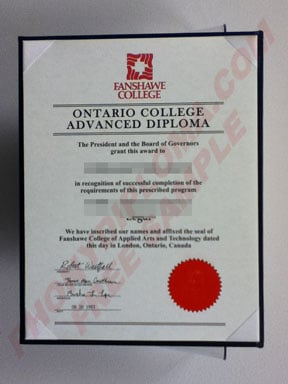 FANSHAWE
COLLEGE
ONTARIO COLLEGE
ADVANCED DIPLOMA
The President and the Board of Governors
grant this award to
in recognition of successful completion of the
requirements of this prescribed program
We have inscribed our names and affixed the seal of
Fanshawe College of Applied Arts and Technology dated
this day in London, Ontario, Canada